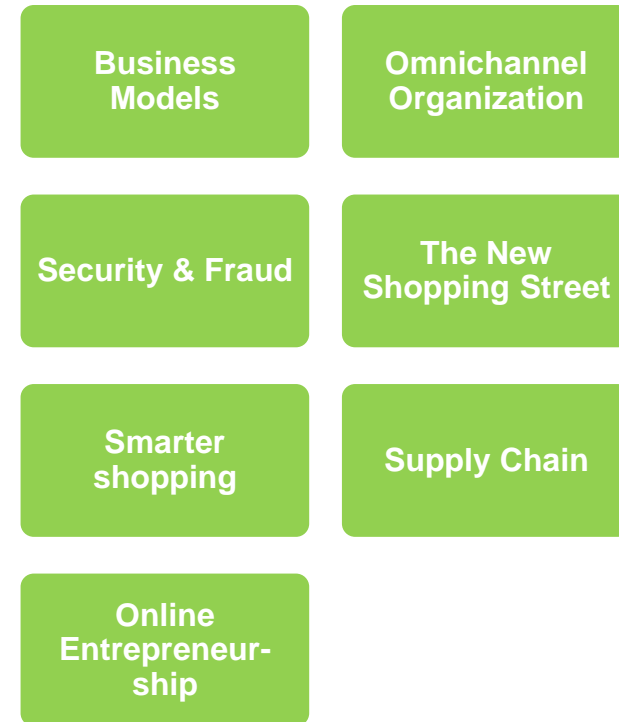 Business
Models
Omnichannel
Organization
Security & Fraud
The New
Shopping Street
Smarter
shopping
Supply Chain
Online
Entrepreneur-
ship